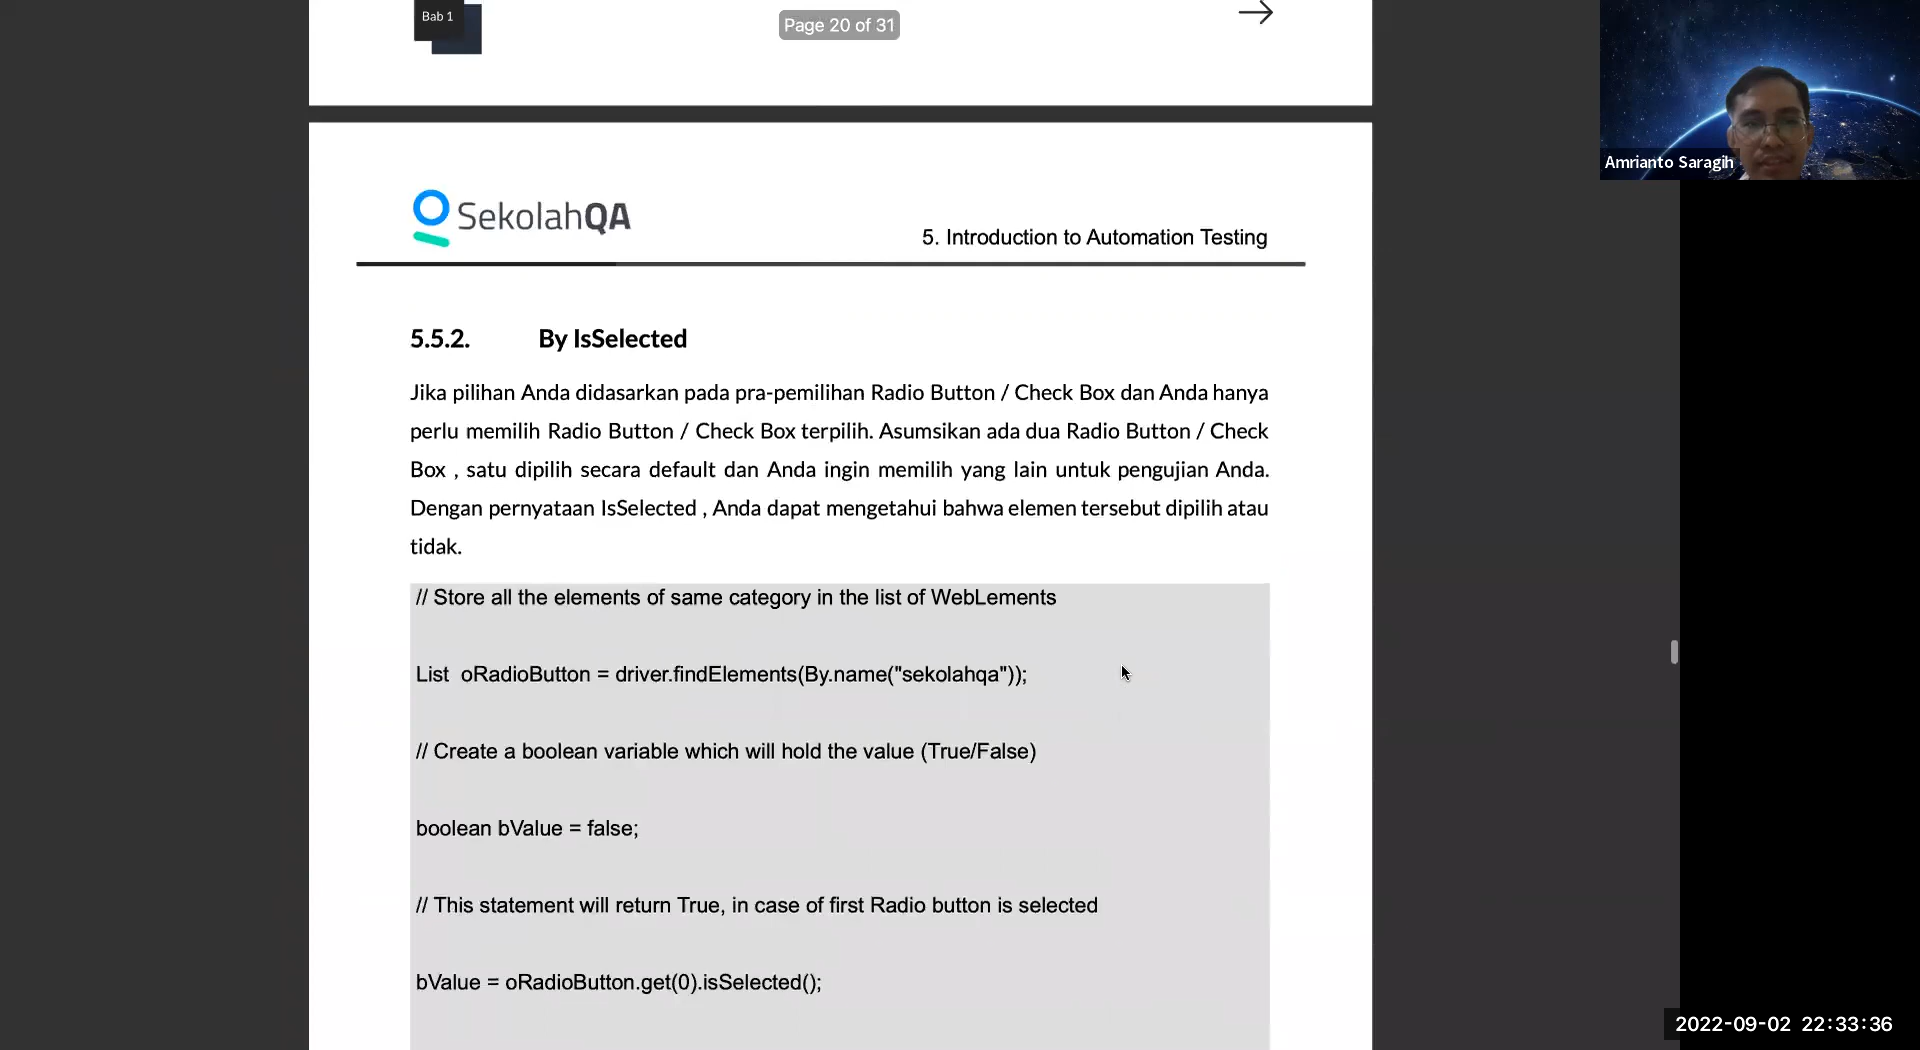 Bab 1
Page 20 of 31
Amrianto Saragih
SekolahQA
5. Introduction to Automation Testing
5.5.2. By IsSelected
Jika pilihan Anda didasarkan pada pra-pemilihan Radio Button / Check Box dan Anda hanya
perlu memilih Radio Button / Check Box terpilih. Asumsikan ada dua Radio Button / Check
Box , satu dipilih secara default dan Anda ingin memilih yang lain untuk pengujian Anda.
Dengan pernyataan IsSelected , Anda dapat mengetahui bahwa elemen tersebut dipilih atau
tidak.
// Store all the elements of same category in the list of WebLements
List  oRadioButton = driver.findElements(By.name("sekolahqa"));
// Create a boolean variable which will hold the value (True/False)
boolean bValue = false;
// This statement will return True, in case of first Radio button is selected
bValue = oRadioButton.get(0).isSelected();
2022-09-02 22:33:36